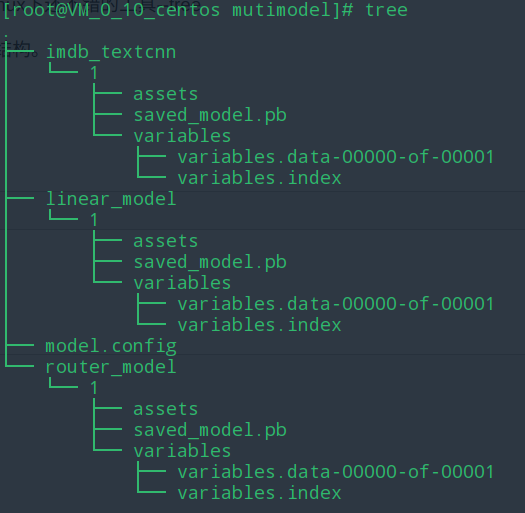 [root@VM_0_10_centos mutimodel]# tree
.
├── imdb_textcnn
│   └── 1
│       ├── assets
│       ├── saved_model.pb
│       └── variables
│           ├── variables.data-00000-of-00001
│           └── variables.index
├── linear_model
│   └── 1
│       ├── assets
│       ├── saved_model.pb
│       └── variables
│           ├── variables.data-00000-of-00001
│           └── variables.index
├── model.config
└── router_model
    └── 1
        ├── assets
        ├── saved_model.pb
        └── variables
            ├── variables.data-00000-of-00001
            └── variables.index